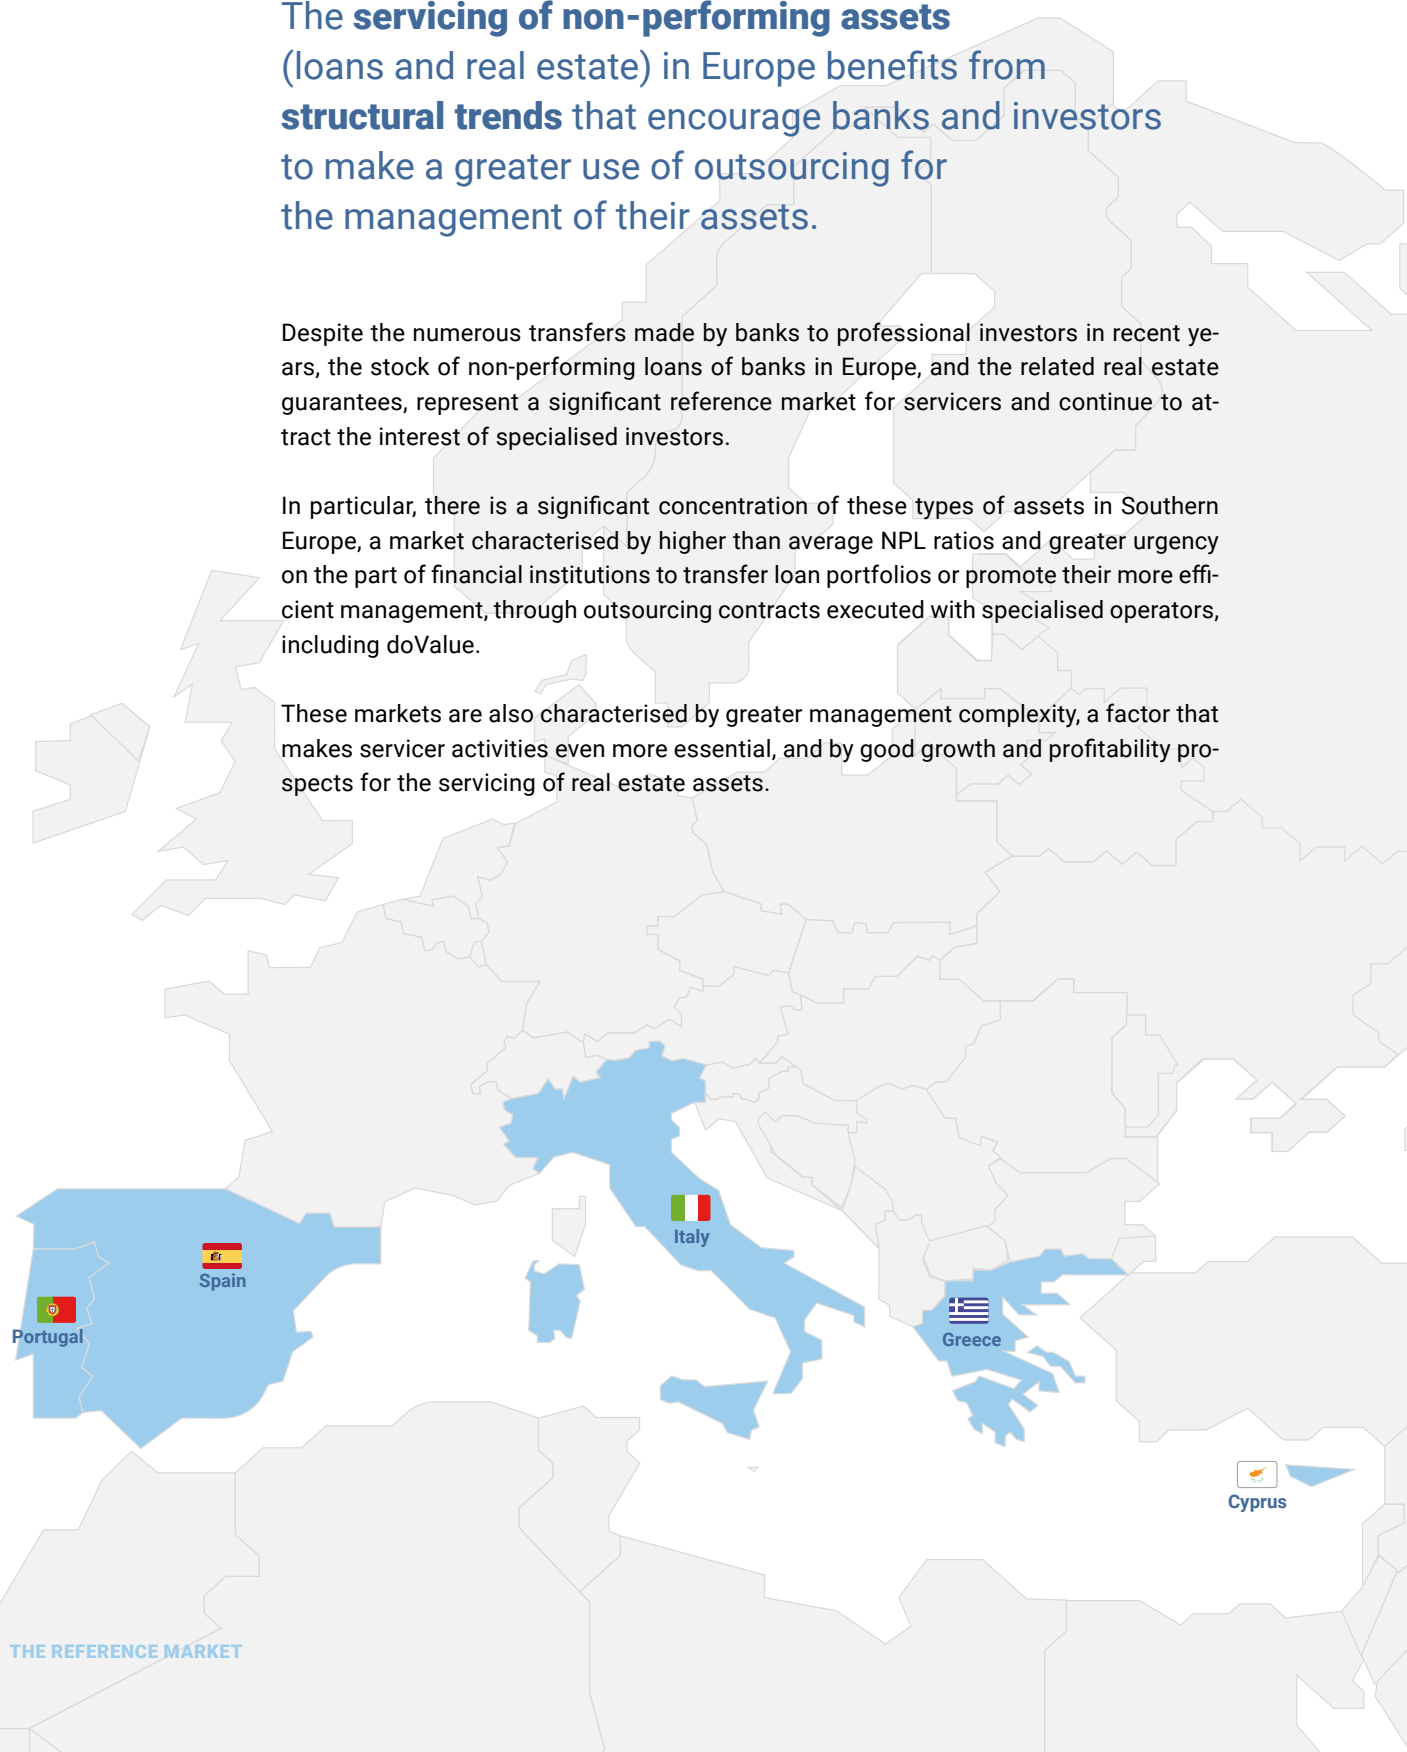 The servicing of non-performing assets
(loans and real estate) in Europe benefits from
structural trends that encourage banks and investors
to make a greater use of outsourcing for
the management of their assets.
Despite the numerous transfers made by banks to professional investors in recent ye-
ars, the stock of non-performing loans of banks in Europe, and the related real estate
guarantees, represent a significant reference market for servicers and continue to at-
tract the interest of specialised investors.
In particular, there is a significant concentration of these types of assets in Southern
Europe, a market characterised by higher than average NPL ratios and greater urgency
on the part of financial institutions to transfer loan portfolios or promote their more effi-
cient management, through outsourcing contracts executed with specialised operators,
including doValue.
These markets are also characterised by greater management complexity, a factor that
makes servicer activities even more essential, and by good growth and profitability pro-
spects for the servicing of real estate assets.
Italy
Spain
Portugal
Greece
Cyprus
THE REFERENCE MARKET